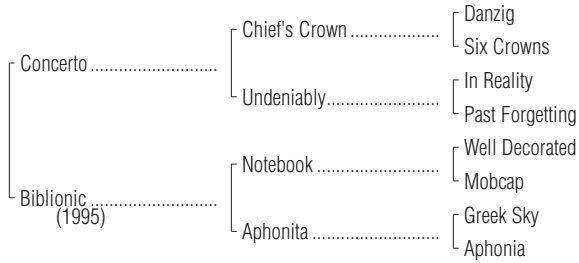 Danzig
Chief's Crown ....................
Six Crowns
Concerto ..........................
In Reality
Undeniably.........................
Past Forgetting
Well Decorated
Notebook ...........................
Mobcap
Biblionic ..........................
(1995)
Greek Sky
Aphonita ............................
Aphonia